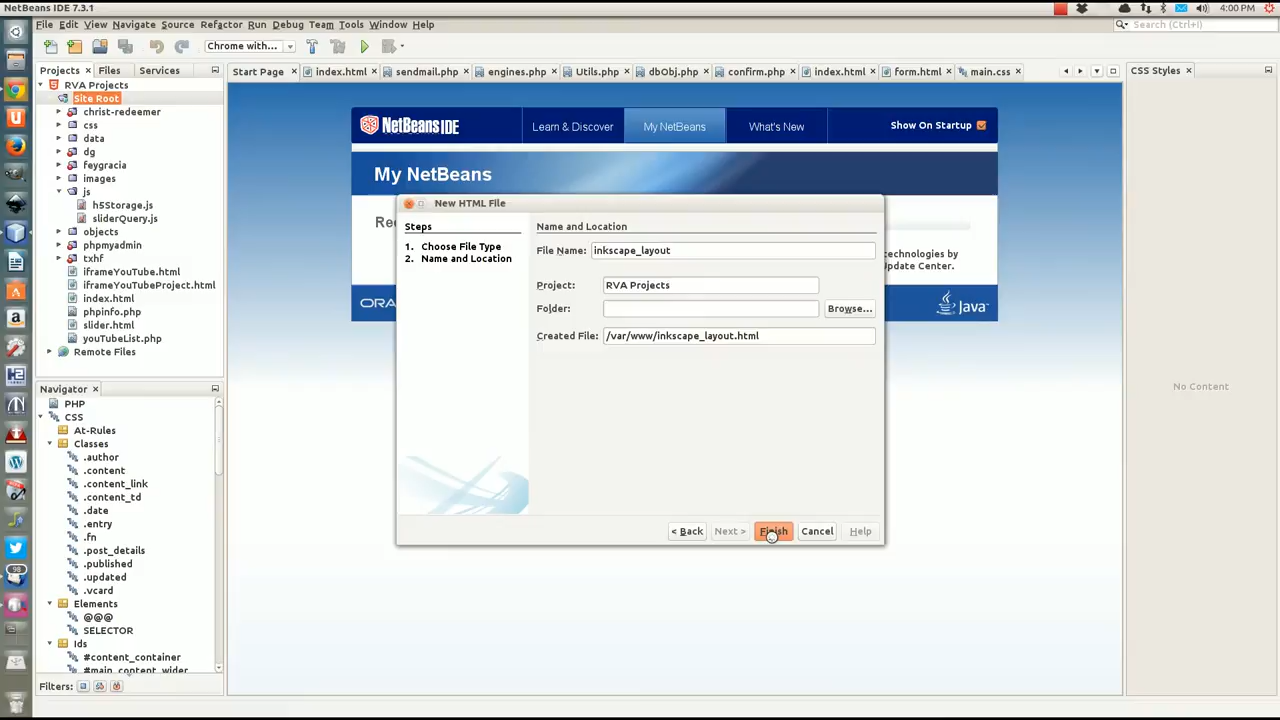 NetBeans IDE 7.3.1
4:00 PM
File Edit View Navigate Source Refactor Run Debug Team Tools Window Help
Search (Ctrl+I)
Chrome with...
Projects Files Services
Start Page index.html sendmail.php engines.php Utils.php dbObj.php confirm.php index.html form.html main.css
CSS Styles
RVA Projects
Site Root
christ-redeemer
css
data
dg
feygracia
images
js
h5Storage.js
sliderQuery.js
objects
phpmyadmin
txhf
iframeYouTube.html
iframeYouTubeProject.html
index.html
phpinfo.php
slider.html
youTubeList.php
Remote Files
Navigator
PHP
CSS
At-Rules
Classes
.author
.content
.content_link
.content_td
.date
.entry
.fn
.post_details
.published
.updated
.vcard
Elements
@@@
SELECTOR
Ids
#content_container
#main_content_wider
Filters:
NetBeans IDE
Learn & Discover
My NetBeans
What's New
Show On Startup
My NetBeans
Rec
echnologies by
Update Center.
ORAC
Java
New HTML File
Steps
1. Choose File Type
2. Name and Location
Name and Location
File Name: inkscape_layout
Project: RVA Projects
Folder:
Browse...
Created File: /var/www/inkscape_layout.html
< Back Next > Finish Cancel Help
No Content
98